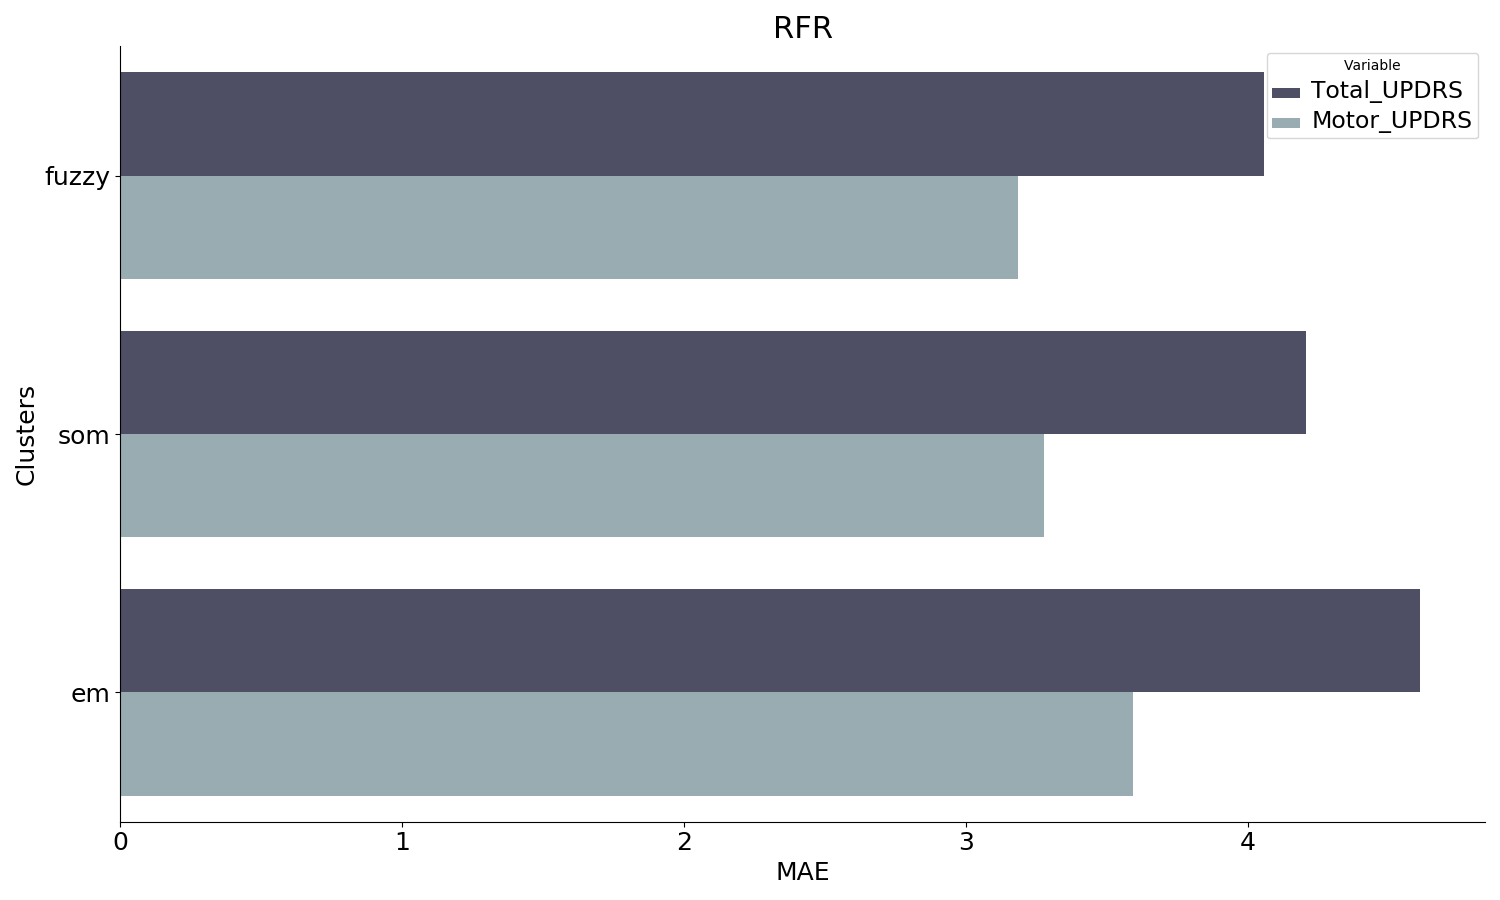 RFR
Variable
Total_UPDRS
Motor_UPDRS
Clusters
fuzzy
som
em
0 1 2 3 4
MAE